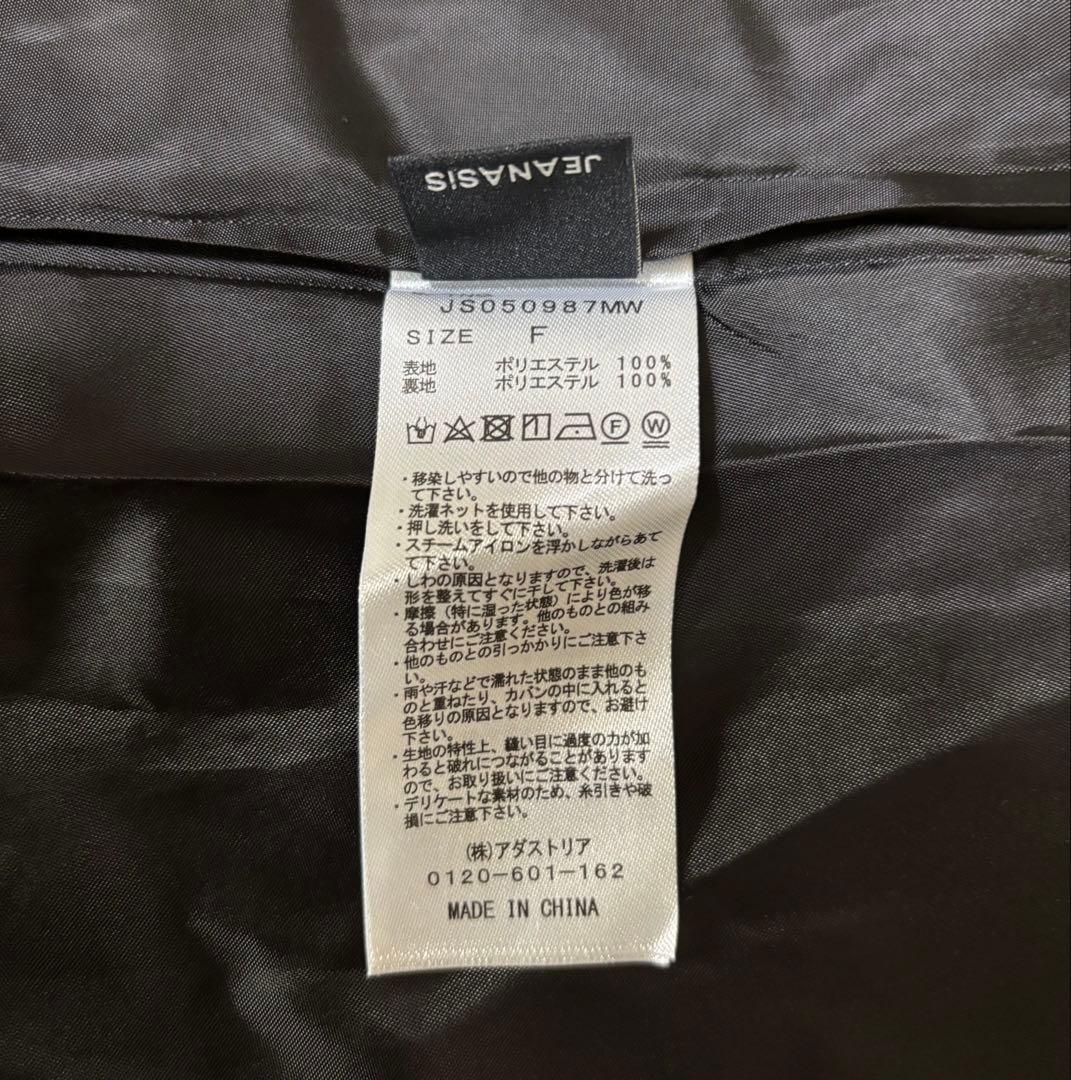 JEANASiS
JS050987MW
SIZE F
表地 ポリエステル 100%
裏地 ポリエステル 100%
F W
・移染しやすいので他の物と分けて洗っ
て下さい。
・洗濯ネットを使用して下さい。
・押し洗いをして下さい。
・スチームアイロンを浮かしながらあて
て下さい。
・しわの原因となりますので、洗濯後は
形を整えてすぐに干して下さい。
・摩擦（特に湿った状態）により色が移
る場合があります。他のものとの組み
合わせにご注意ください。
・他のものとの引っかかりにご注意下さ
い。
・雨や汗などで濡れた状態のまま他のも
のと重ねたり、カバンの中に入れると
色移りの原因となりますので、お避け
下さい。
・生地の特性上、縫い目に過度の力が加
わると破れにつながることがあります
ので、お取り扱いにご注意ください。
・デリケートな素材のため、糸引きや破
損にご注意下さい。
(株)アダストリア
0120-601-162
MADE IN CHINA